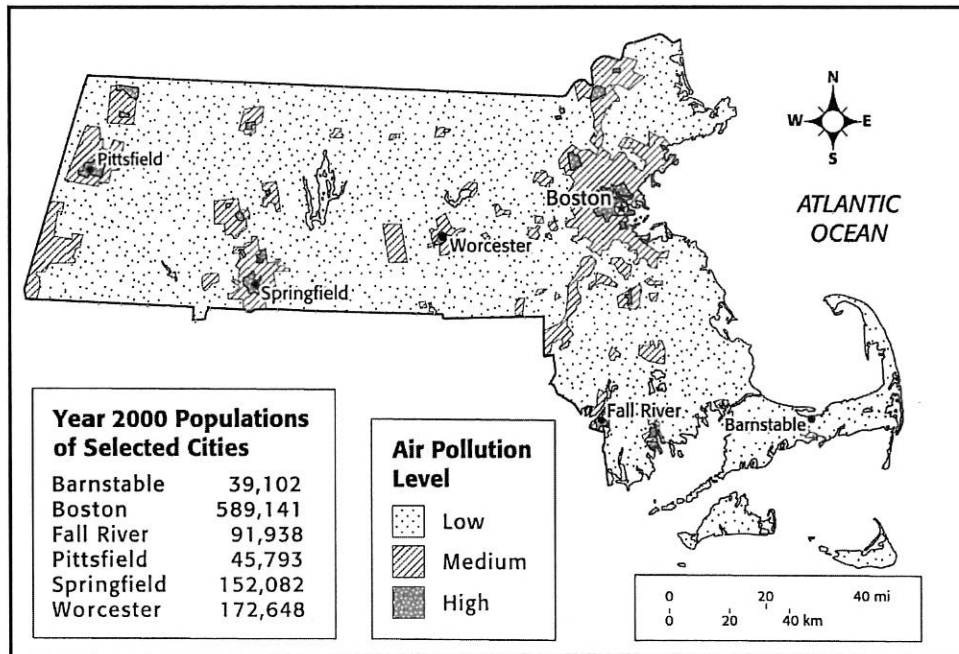 N
W E
S
Pittsfield
Boston
ATLANTIC
OCEAN
Worcester
Springfield
Fall River
Barnstable
Year 2000 Populations
of Selected Cities
Barnstable 39,102
Boston 589,141
Fall River 91,938
Pittsfield 45,793
Springfield 152,082
Worcester 172,648
Air Pollution
Level
Low
Medium
High
0 20 40 mi
0 20 40 km